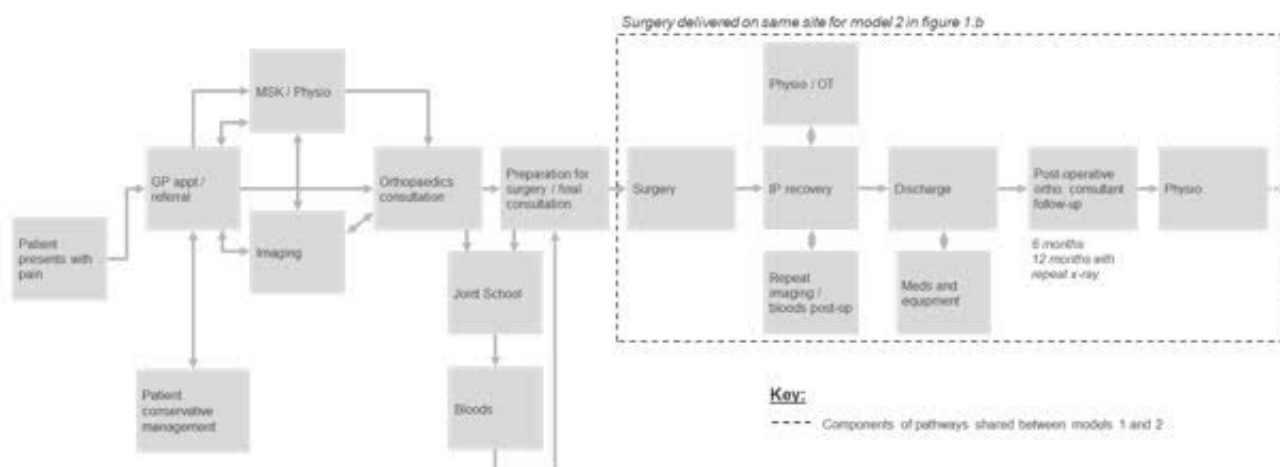 Surgery delivered on same site for model 2 in figure 1.b
MSK / Physio
Physio / OT
GP appt /
referral
Orthopaedics
consultation
Preparation for
surgery / final
consultation
Surgery
IP recovery
Discharge
Post-operative
ortho. consultant
follow-up
Physio
Patient
presents with
pain
Imaging
6 months
12 months with
repeat x-ray
Joint School
Repeat
imaging /
bloods post-op
Meds and
equipment
Patient
conservative
management
Bloods
Key:
Components of pathways shared between models 1 and 2